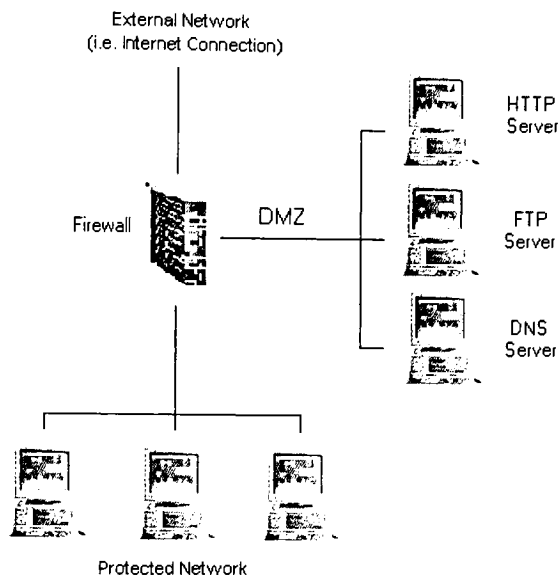 External Network
(i.e. Internet Connection)
HTTP
Server
Firewall
DMZ
FTP
Server
DNS
Server
Protected Network